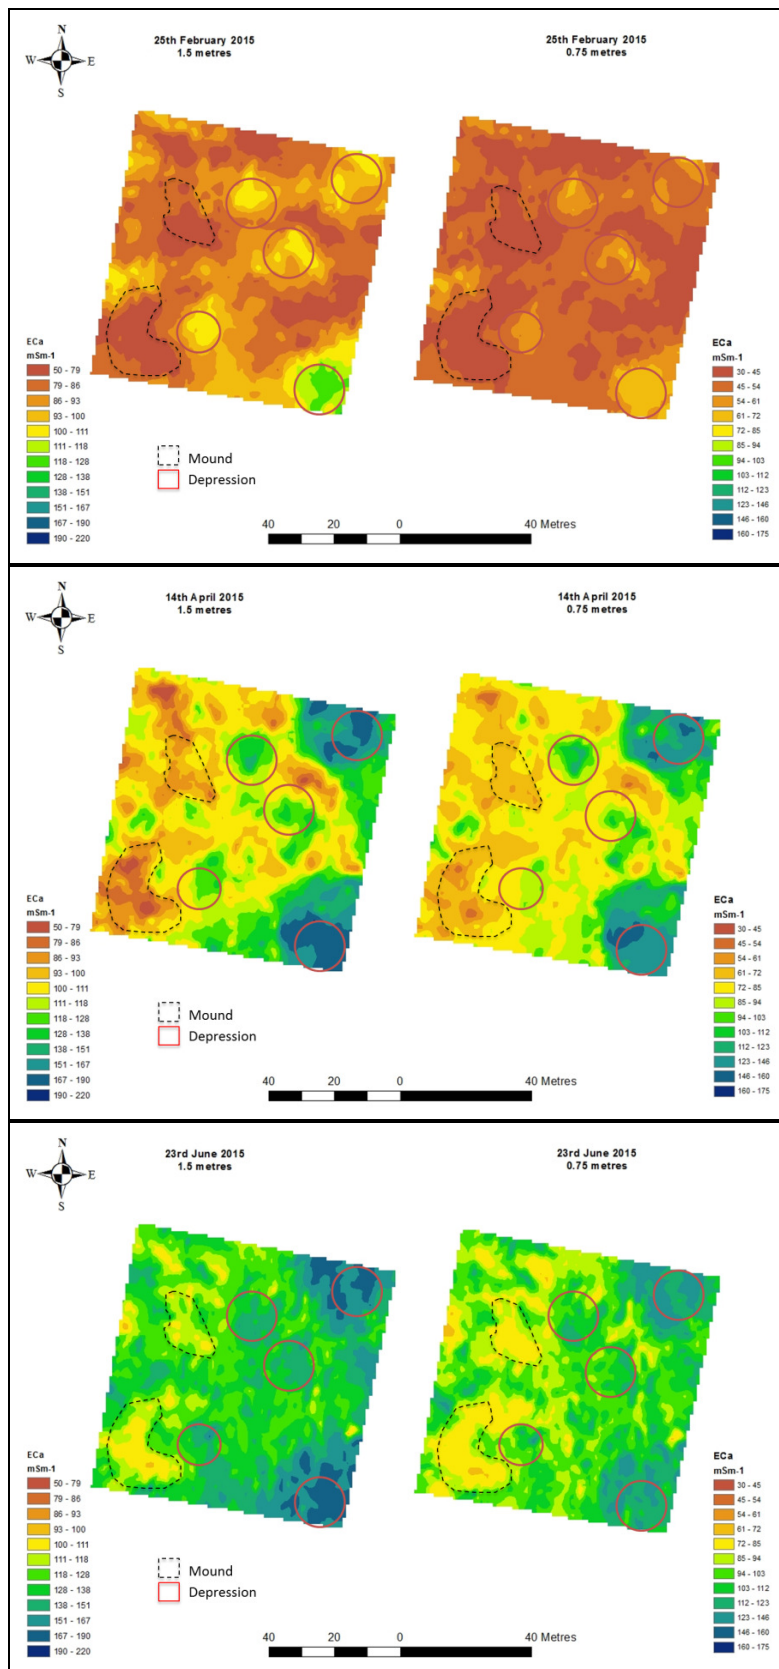 25th February 2015
1.5 metres
25th February 2015
0.75 metres
N
W E
S
ECa
mSm-1
50 - 79
79 - 86
86 - 93
93 - 100
100 - 111
111 - 118
118 - 128
128 - 138
138 - 151
151 - 167
167 - 190
190 - 220
Mound
Depression
40 20 0 40 Metres
ECa
mSm-1
30 - 45
45 - 54
54 - 61
61 - 72
72 - 85
85 - 94
94 - 103
103 - 112
112 - 123
123 - 146
146 - 160
160 - 175
14th April 2015
1.5 metres
14th April 2015
0.75 metres
N
W E
S
ECa
mSm-1
50 - 79
79 - 86
86 - 93
93 - 100
100 - 111
111 - 118
118 - 128
128 - 138
138 - 151
151 - 167
167 - 190
190 - 220
Mound
Depression
40 20 0 40 Metres
ECa
mSm-1
30 - 45
45 - 54
54 - 61
61 - 72
72 - 85
85 - 94
94 - 103
103 - 112
112 - 123
123 - 146
146 - 160
160 - 175
23rd June 2015
1.5 metres
23rd June 2015
0.75 metres
N
W E
S
ECa
mSm-1
50 - 79
79 - 86
86 - 93
93 - 100
100 - 111
111 - 118
118 - 128
128 - 138
138 - 151
151 - 167
167 - 190
190 - 220
Mound
Depression
40 20 0 40 Metres
ECa
mSm-1
30 - 45
45 - 54
54 - 61
61 - 72
72 - 85
85 - 94
94 - 103
103 - 112
112 - 123
123 - 146
146 - 160
160 - 175